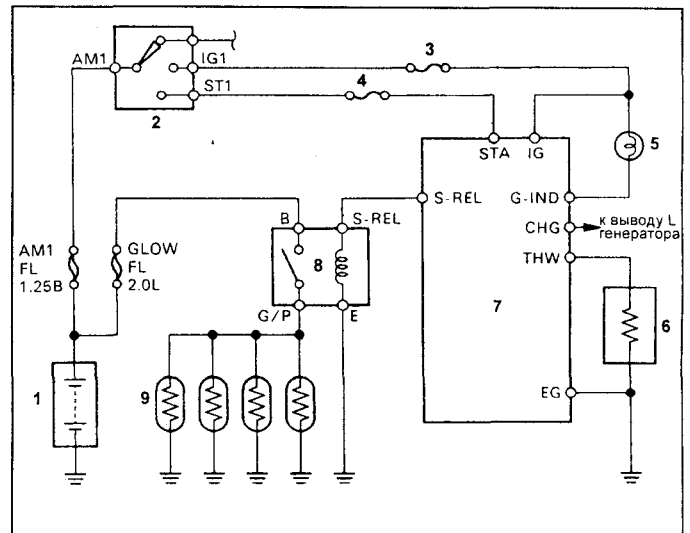 AM1
IG1
ST1
2
3
4
5
STA
IG
S-REL
G-IND
CHG
к выводу L
генератора
THW
EG
7
6
B
S-REL
8
G/P
E
AM1
FL
1.25B
GLOW
FL
2.0L
1
9